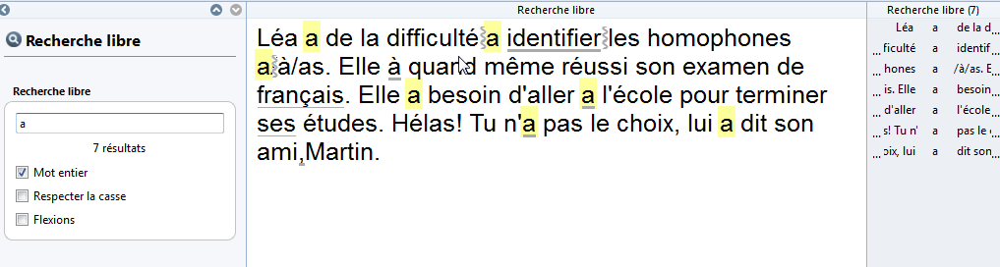 Recherche libre
Recherche libre
a
7 résultats
Mot entier
Respecter la casse
Flexions
Recherche libre
Léa a de la difficulté a identifier les homophones
a/à/as. Elle à quand même réussi son examen de
français. Elle a besoin d'aller a l'école pour terminer
ses études. Hélas! Tu n'a pas le choix, lui a dit son
ami,Martin.
Recherche libre (7)
Léa a de la d...
...ficulté a identif...
...hones a /à/as. E...
...is. Elle a besoin...
...d'aller a l'école...
...s! Tu n' a pas le c...
...oix, lui a dit son...